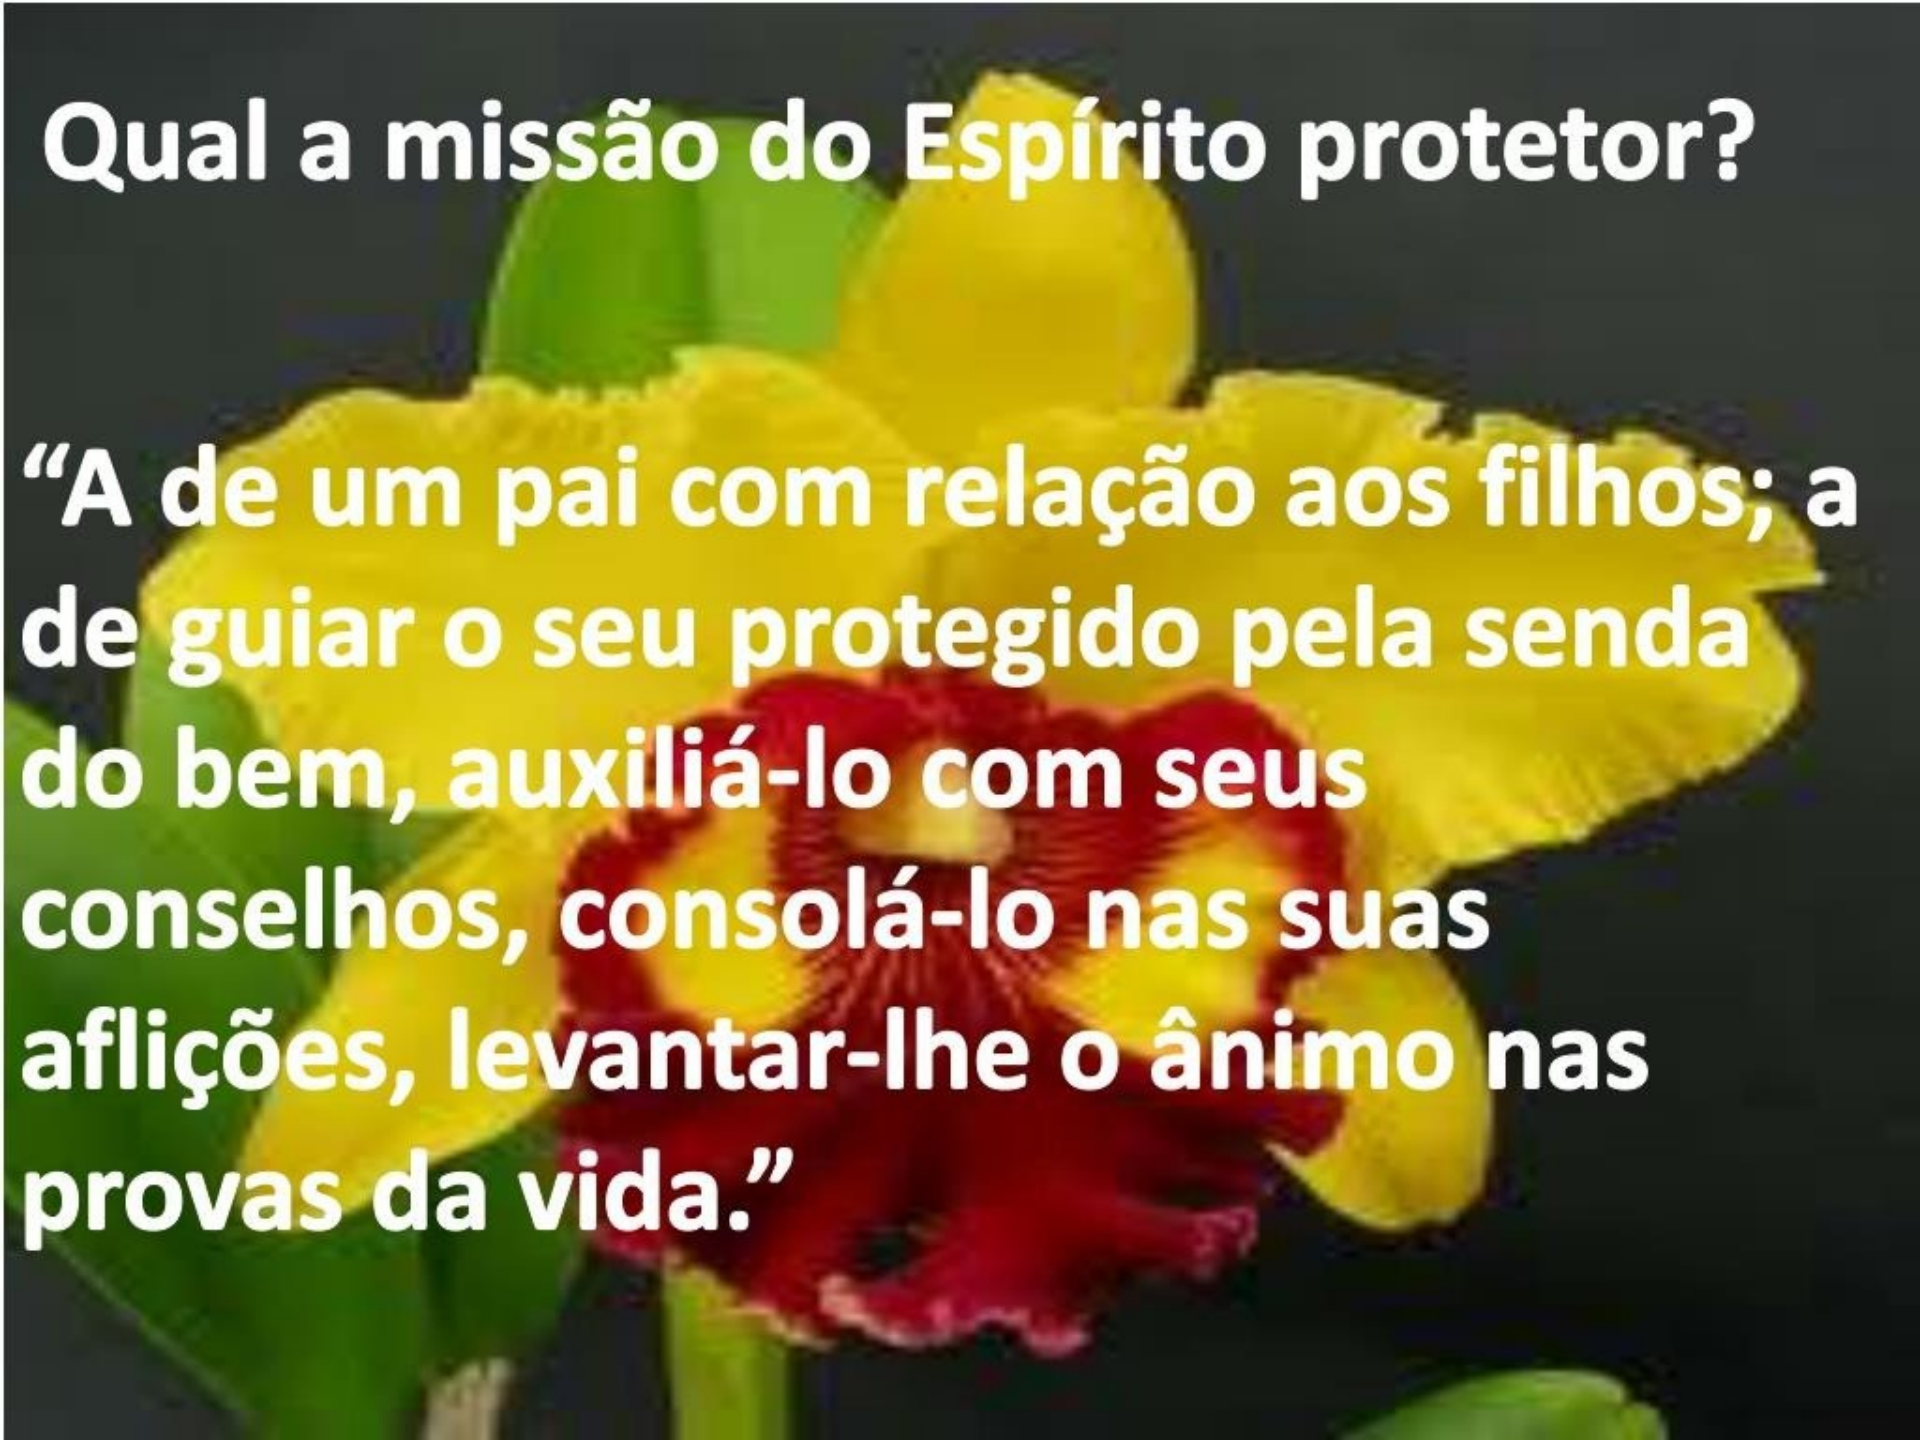 Qual a missão do Espírito protetor?
“A de um pai com relação aos filhos; a
de guiar o seu protegido pela senda
do bem, auxiliá-lo com seus
conselhos, consolá-lo nas suas
aflições, levantar-lhe o ânimo nas
provas da vida.”